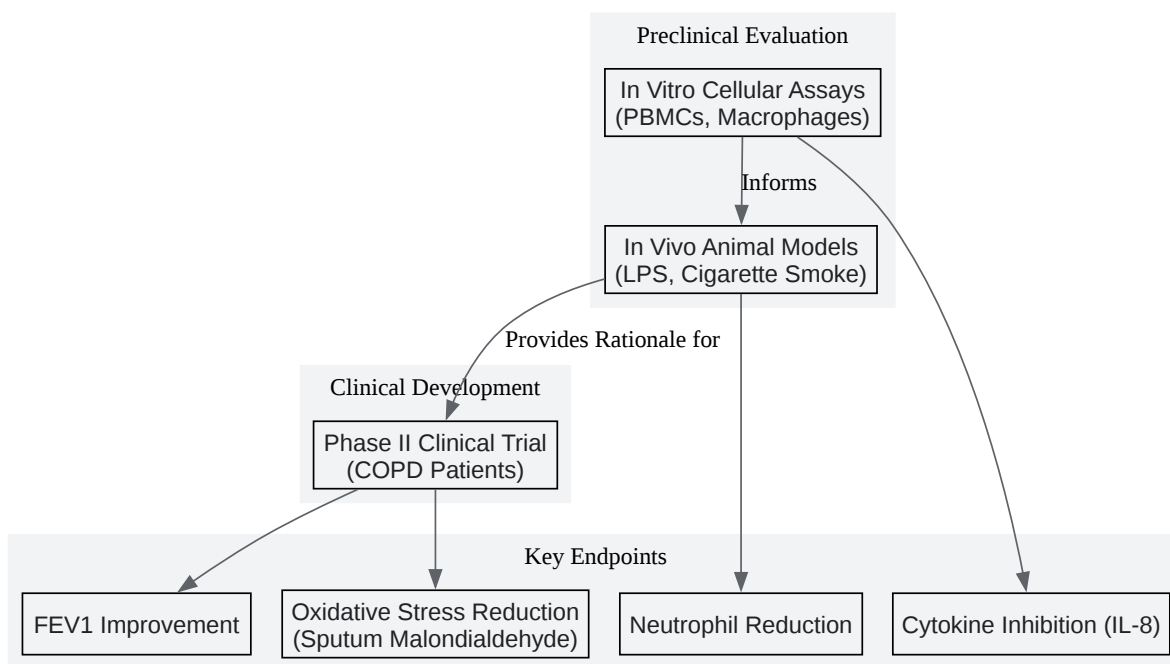 Preclinical Evaluation
In Vitro Cellular Assays
(PBMCs, Macrophages)
Informs
In Vivo Animal Models
(LPS, Cigarette Smoke)
Provides Rationale for
Clinical Development
Phase II Clinical Trial
(COPD Patients)
Key Endpoints
FEV1 Improvement
Oxidative Stress Reduction
(Sputum Malondialdehyde)
Neutrophil Reduction
Cytokine Inhibition (IL-8)